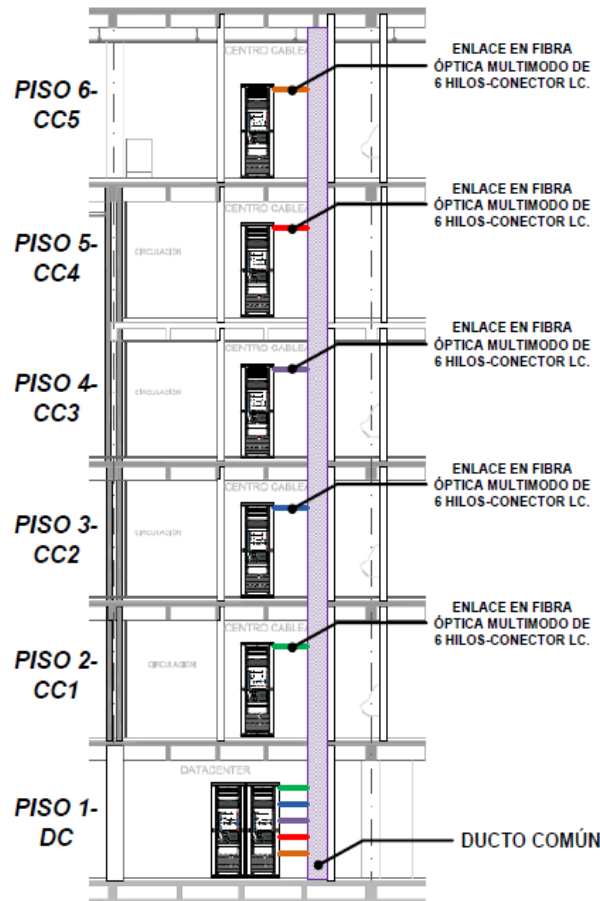 CENTRO CABLEA
ENLACE EN FIBRA
ÓPTICA MULTIMODO DE
6 HILOS-CONECTOR LC.
PISO 6-
CC5
CENTRO CABLEA
ENLACE EN FIBRA
ÓPTICA MULTIMODO DE
6 HILOS-CONECTOR LC.
PISO 5-
CC4
CIRCULACIÓN
CENTRO CABLEA
ENLACE EN FIBRA
ÓPTICA MULTIMODO DE
6 HILOS-CONECTOR LC.
PISO 4-
CC3
CIRCULACIÓN
CENTRO CABLEA
ENLACE EN FIBRA
ÓPTICA MULTIMODO DE
6 HILOS-CONECTOR LC.
PISO 3-
CC2
CIRCULACIÓN
CENTRO CABLEA
ENLACE EN FIBRA
ÓPTICA MULTIMODO DE
6 HILOS-CONECTOR LC.
PISO 2-
CC1
CIRCULACIÓN
DATACENTER
PISO 1-
DC
DUCTO COMÚN